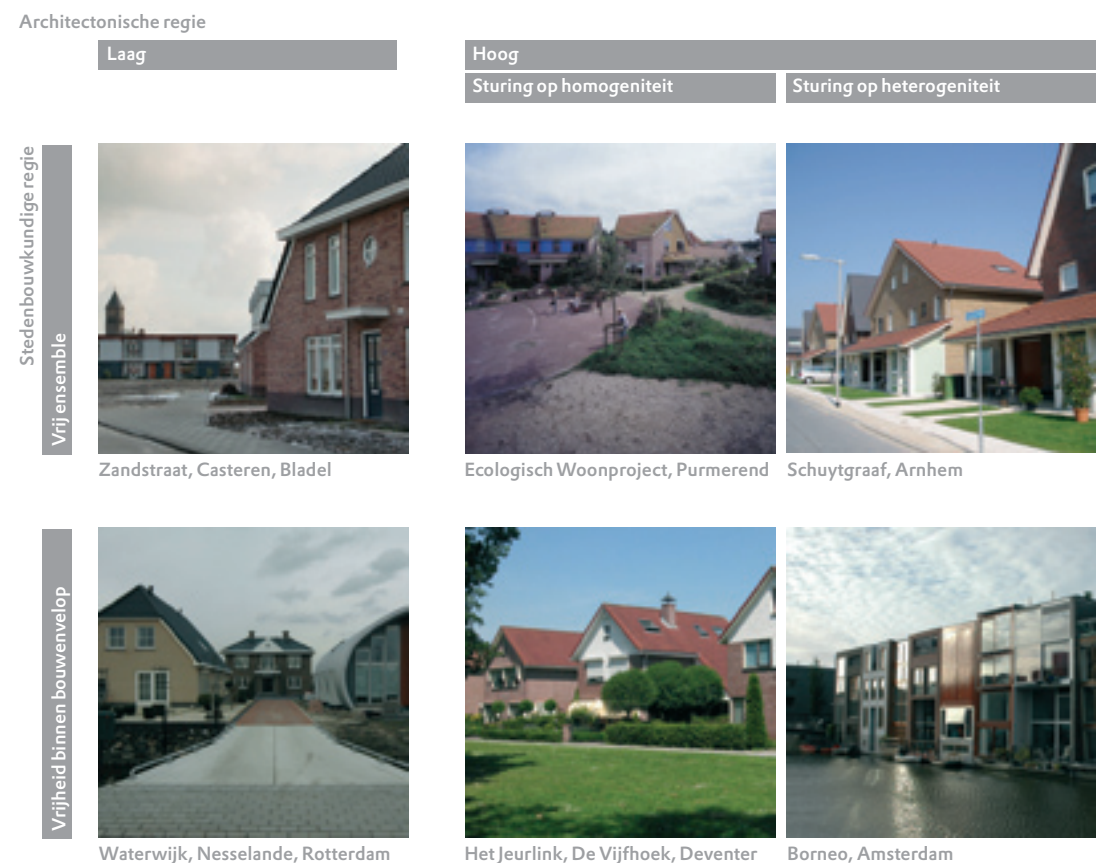 Architectonische regie
Laag
Hoog
Sturing op homogeniteit
Sturing op heterogeniteit
Stedenbouwkundige regie
Vrij ensemble
Zandstraat, Casteren, Bladel
Ecologisch Woonproject, Purmerend
Schuytgraaf, Arnhem
Vrijheid binnen bouwenvelop
Waterwijk, Nesselande, Rotterdam
Het Jeurlink, De Vijfhoek, Deventer
Borneo, Amsterdam